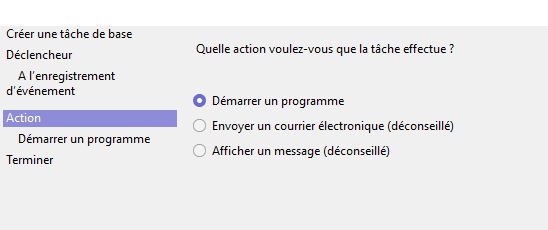 Créer une tâche de base
Déclencheur
A l'enregistrement
d'événement
Action
Démarrer un programme
Terminer
Quelle action voulez-vous que la tâche effectue ?
Démarrer un programme
Envoyer un courrier électronique (déconseillé)
Afficher un message (déconseillé)